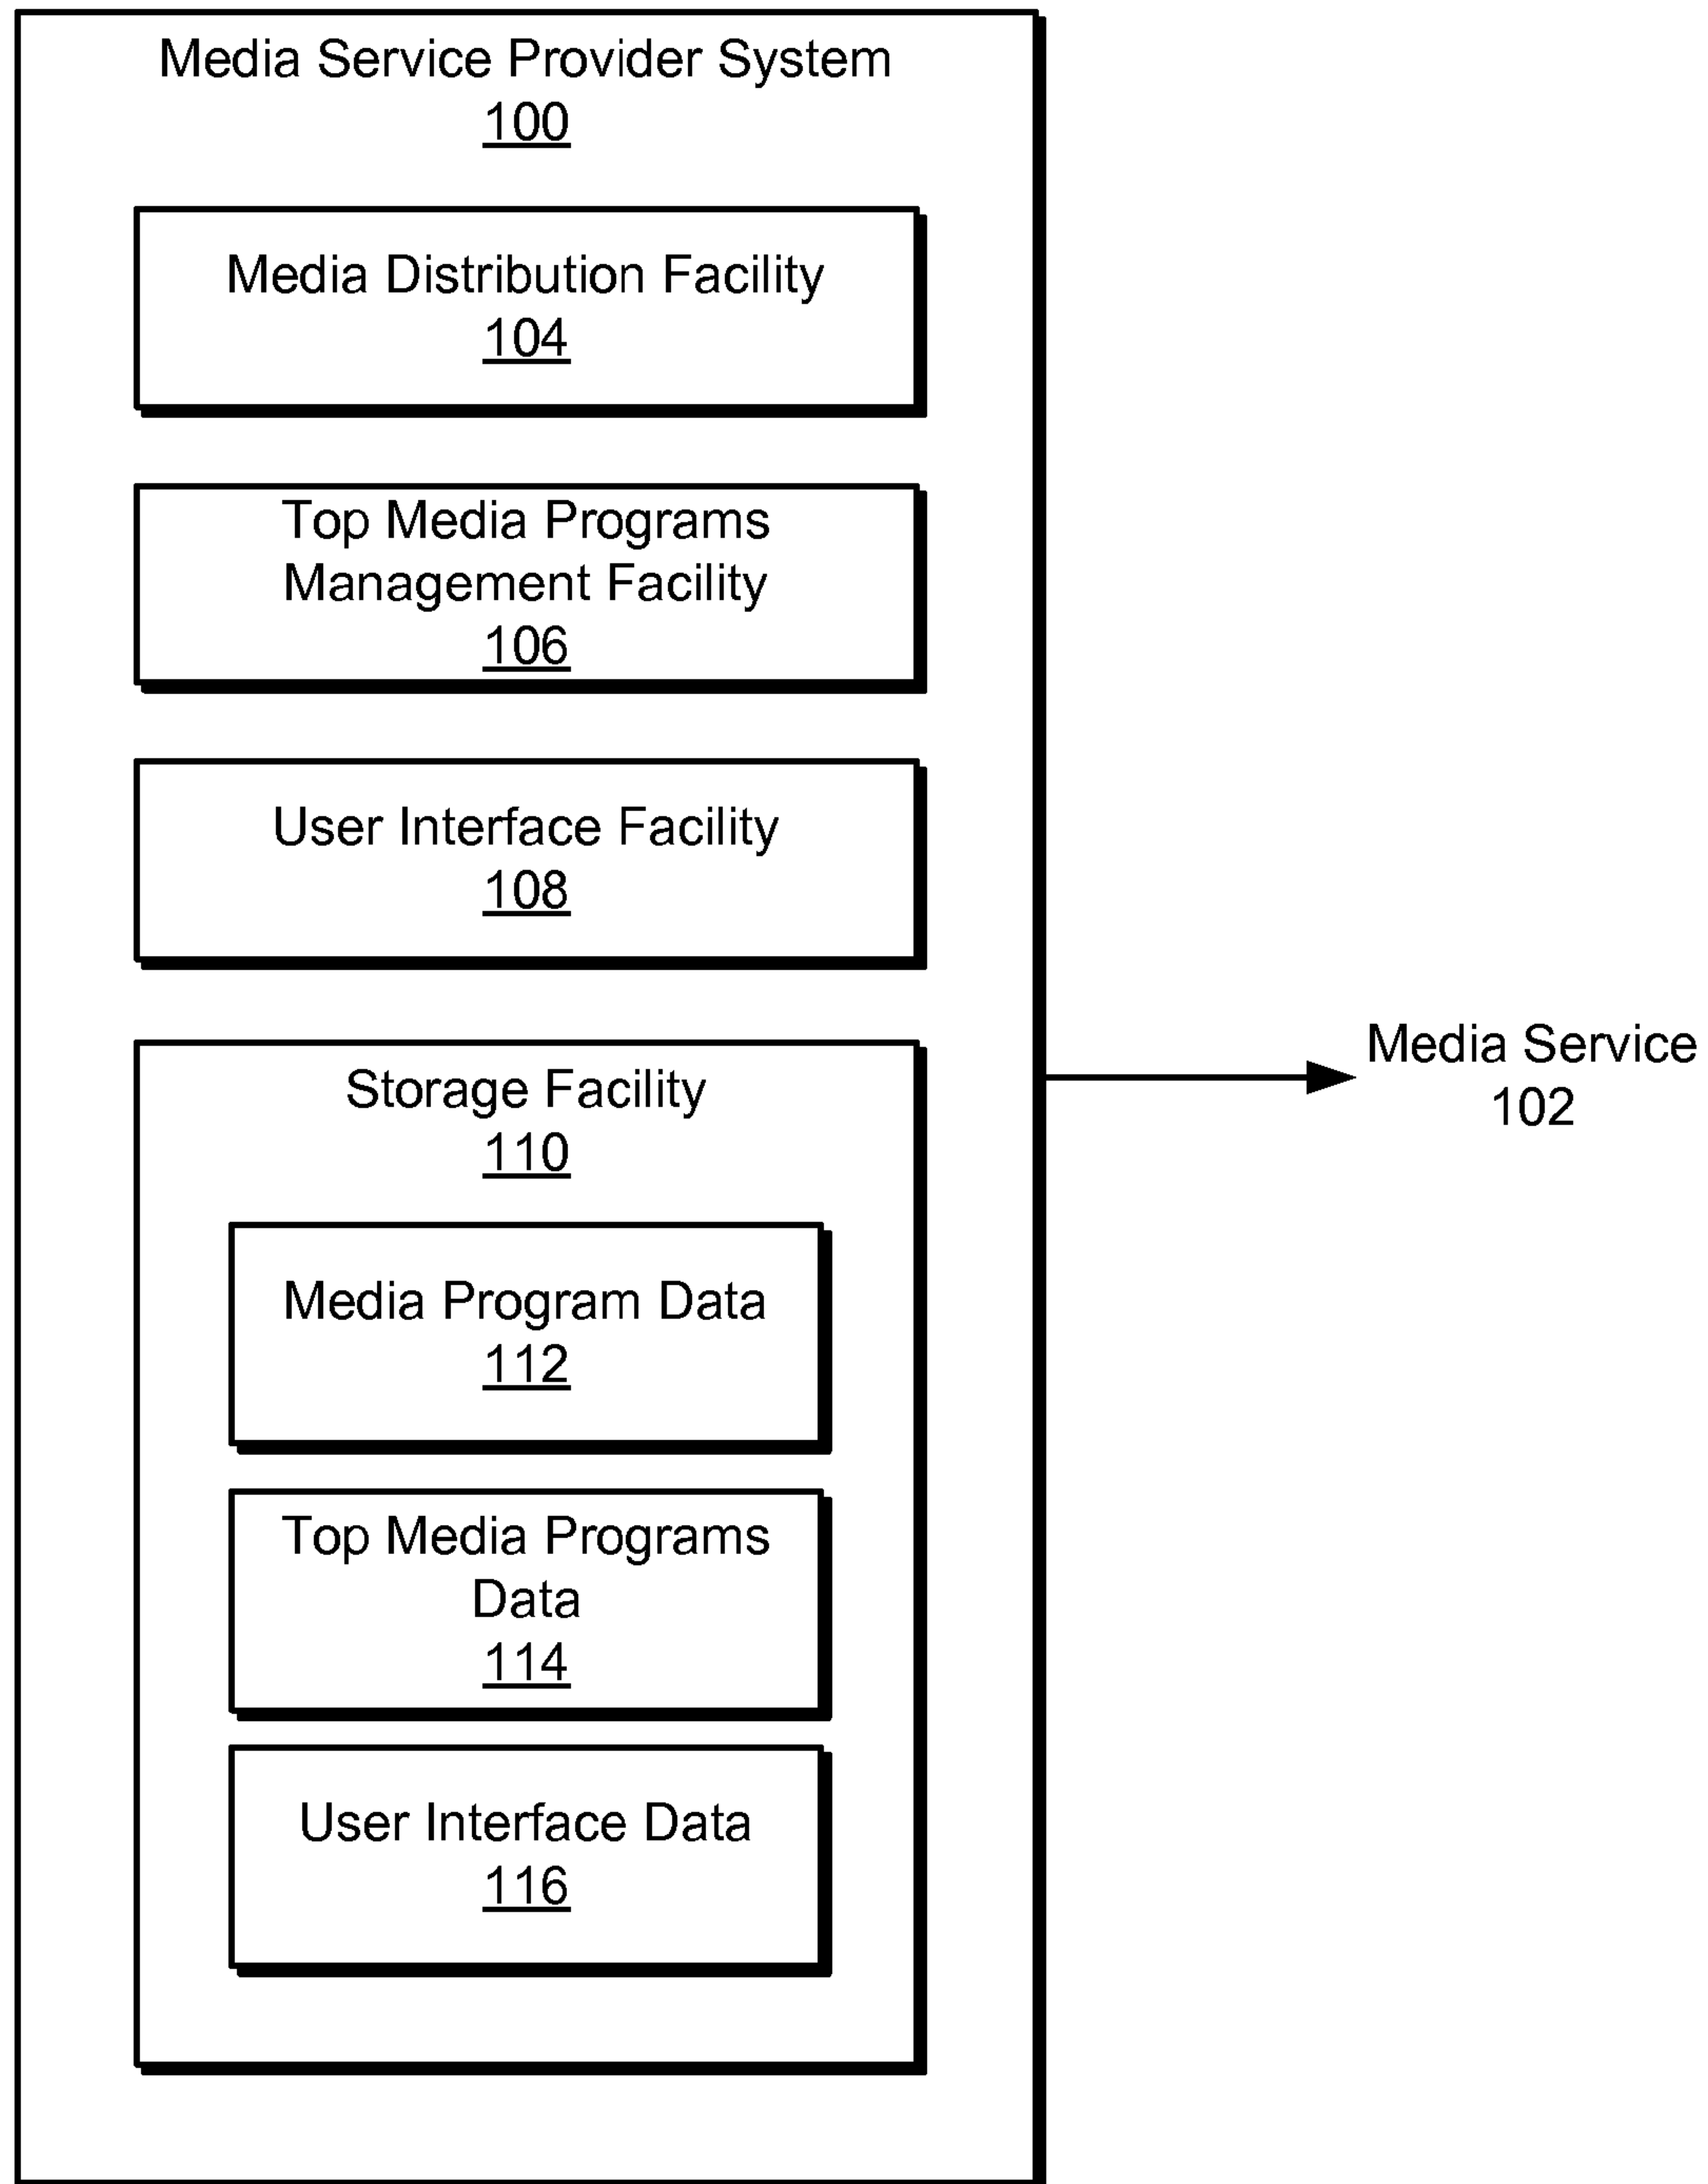 Media Service Provider System
100
Media Distribution Facility
104
Top Media Programs
Management Facility
106
User Interface Facility
108
Storage Facility
110
Media Program Data
112
Top Media Programs
Data
114
User Interface Data
116
Media Service
102